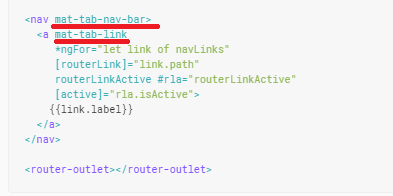 <nav mat-tab-nav-bar>
<a mat-tab-link
*ngFor="let link of navLinks"
[routerLink]="link.path"
routerLinkActive #rla="routerLinkActive"
[active]="rla.isActive">
{{link.label}}
</a>
</nav>
<router-outlet></router-outlet>